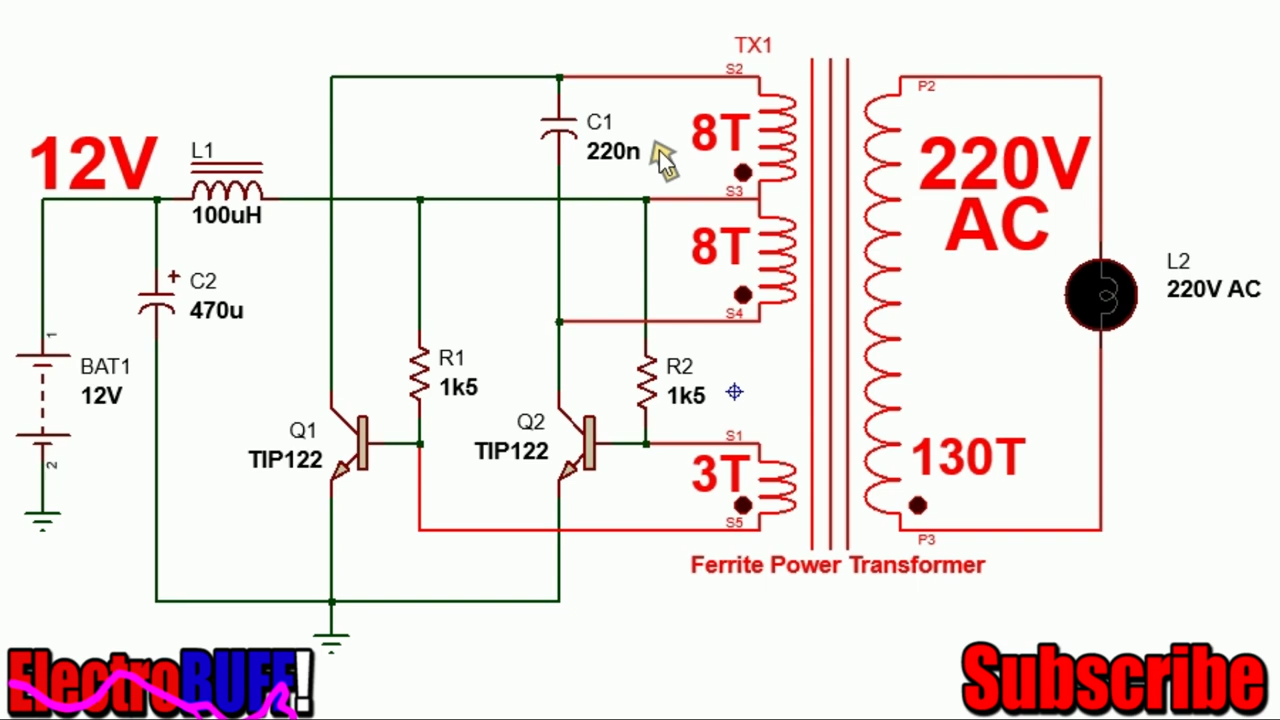 TX1
S2
P2
12V
L1
100uH
C1
220n
8T
S3
8T
S4
220V
AC
L2
220V AC
+
C2
470u
1
BAT1
12V
2
R1
1k5
R2
1k5
Q1
TIP122
Q2
TIP122
S1
3T
S5
130T
P3
Ferrite Power Transformer
ElectroBUFF!
Subscribe